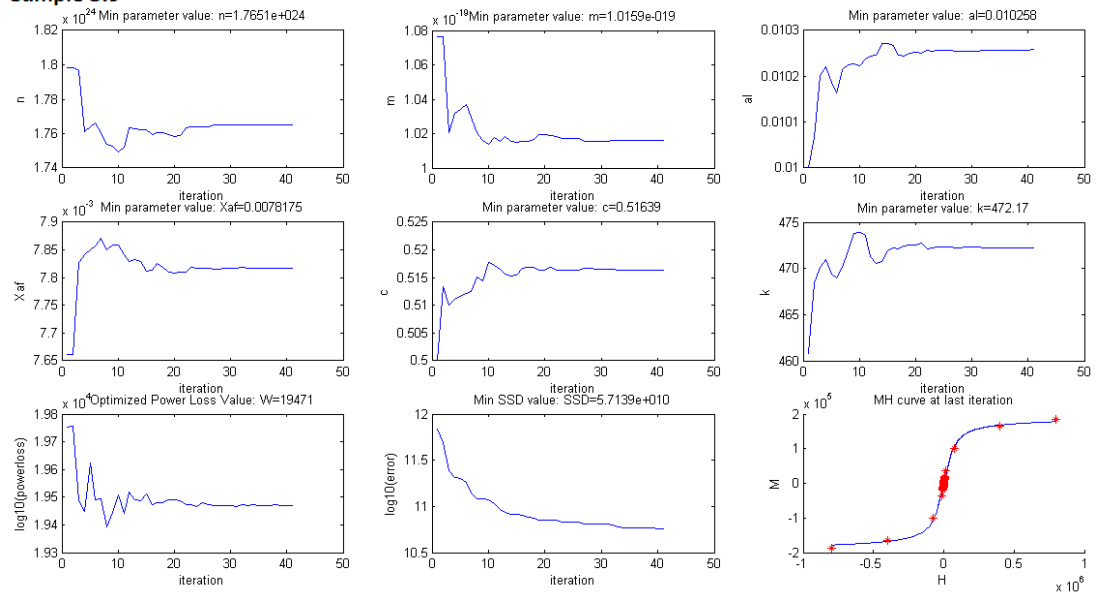 Min parameter value: n=1.7651e+024
x 10^24
1.82
1.8
1.78
1.76
1.74
n
0 10 20 30 40 50
iteration
Min parameter value: m=1.0159e-019
x 10^-19
1.08
1.06
1.04
1.02
1
m
0 10 20 30 40 50
iteration
Min parameter value: al=0.010258
0.0103
0.0102
0.0101
0.01
al
0 10 20 30 40 50
iteration
Min parameter value: Xaf=0.0078175
x 10^-3
7.9
7.85
7.8
7.75
7.7
7.65
Xaf
0 10 20 30 40 50
iteration
Min parameter value: c=0.51639
0.525
0.52
0.515
0.51
0.505
0.5
c
0 10 20 30 40 50
iteration
Min parameter value: k=472.17
475
470
465
460
k
0 10 20 30 40 50
iteration
Optimized Power Loss Value: W=19471
x 10^4
1.98
1.97
1.96
1.95
1.94
1.93
log10(powerloss)
0 10 20 30 40 50
iteration
Min SSD value: SSD=5.7139e+010
12
11.5
11
10.5
log10(error)
0 10 20 30 40 50
iteration
MH curve at last iteration
x 10^5
2
1
0
-1
-2
M
-1 -0.5 0 0.5 1
H
x 10^6